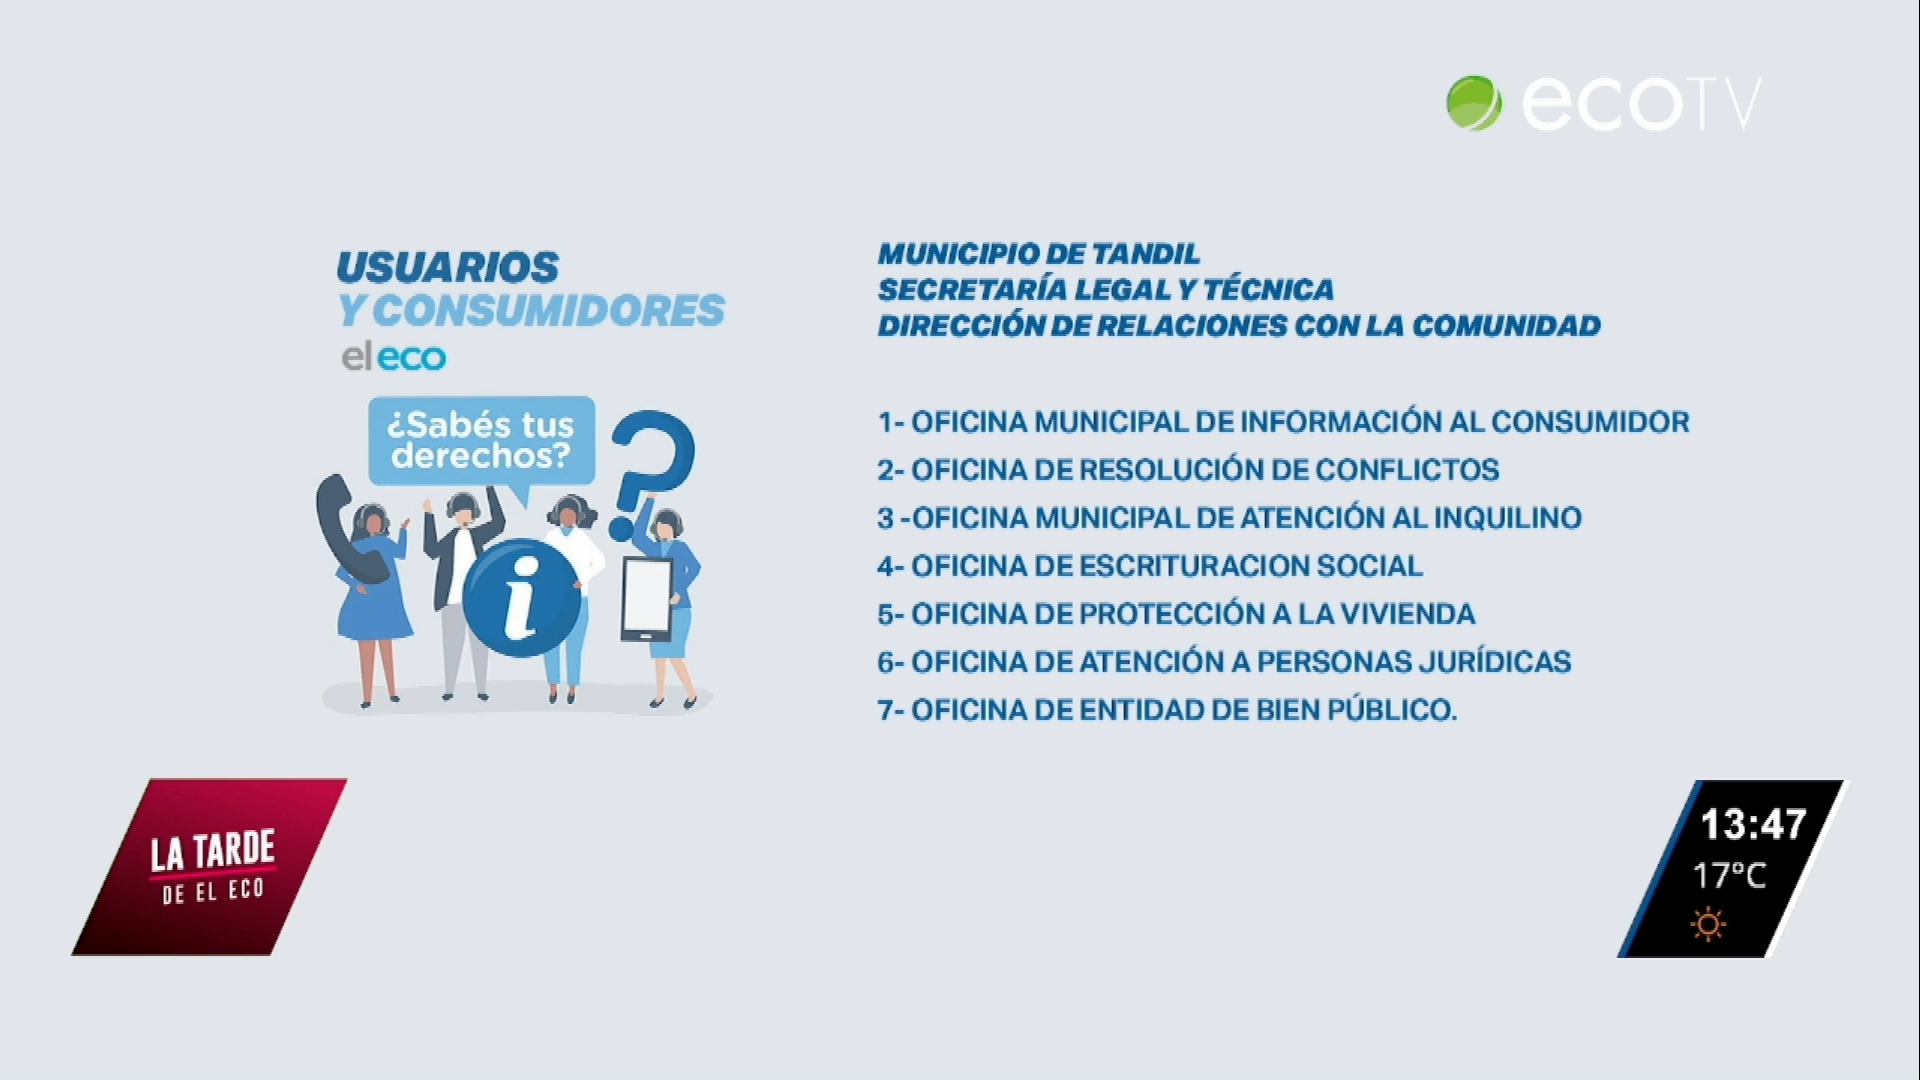 ecoTV
USUARIOS
Y CONSUMIDORES
el eco
¿Sabés tus
derechos?
i
MUNICIPIO DE TANDIL
SECRETARÍA LEGAL Y TÉCNICA
DIRECCIÓN DE RELACIONES CON LA COMUNIDAD
1- OFICINA MUNICIPAL DE INFORMACIÓN AL CONSUMIDOR
2- OFICINA DE RESOLUCIÓN DE CONFLICTOS
3 -OFICINA MUNICIPAL DE ATENCIÓN AL INQUILINO
4- OFICINA DE ESCRITURACION SOCIAL
5- OFICINA DE PROTECCIÓN A LA VIVIENDA
6- OFICINA DE ATENCIÓN A PERSONAS JURÍDICAS
7- OFICINA DE ENTIDAD DE BIEN PÚBLICO.
LA TARDE
DE EL ECO
13:47
17°C